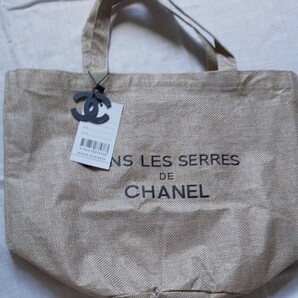 NS LES SERRES
DE
CHANEL